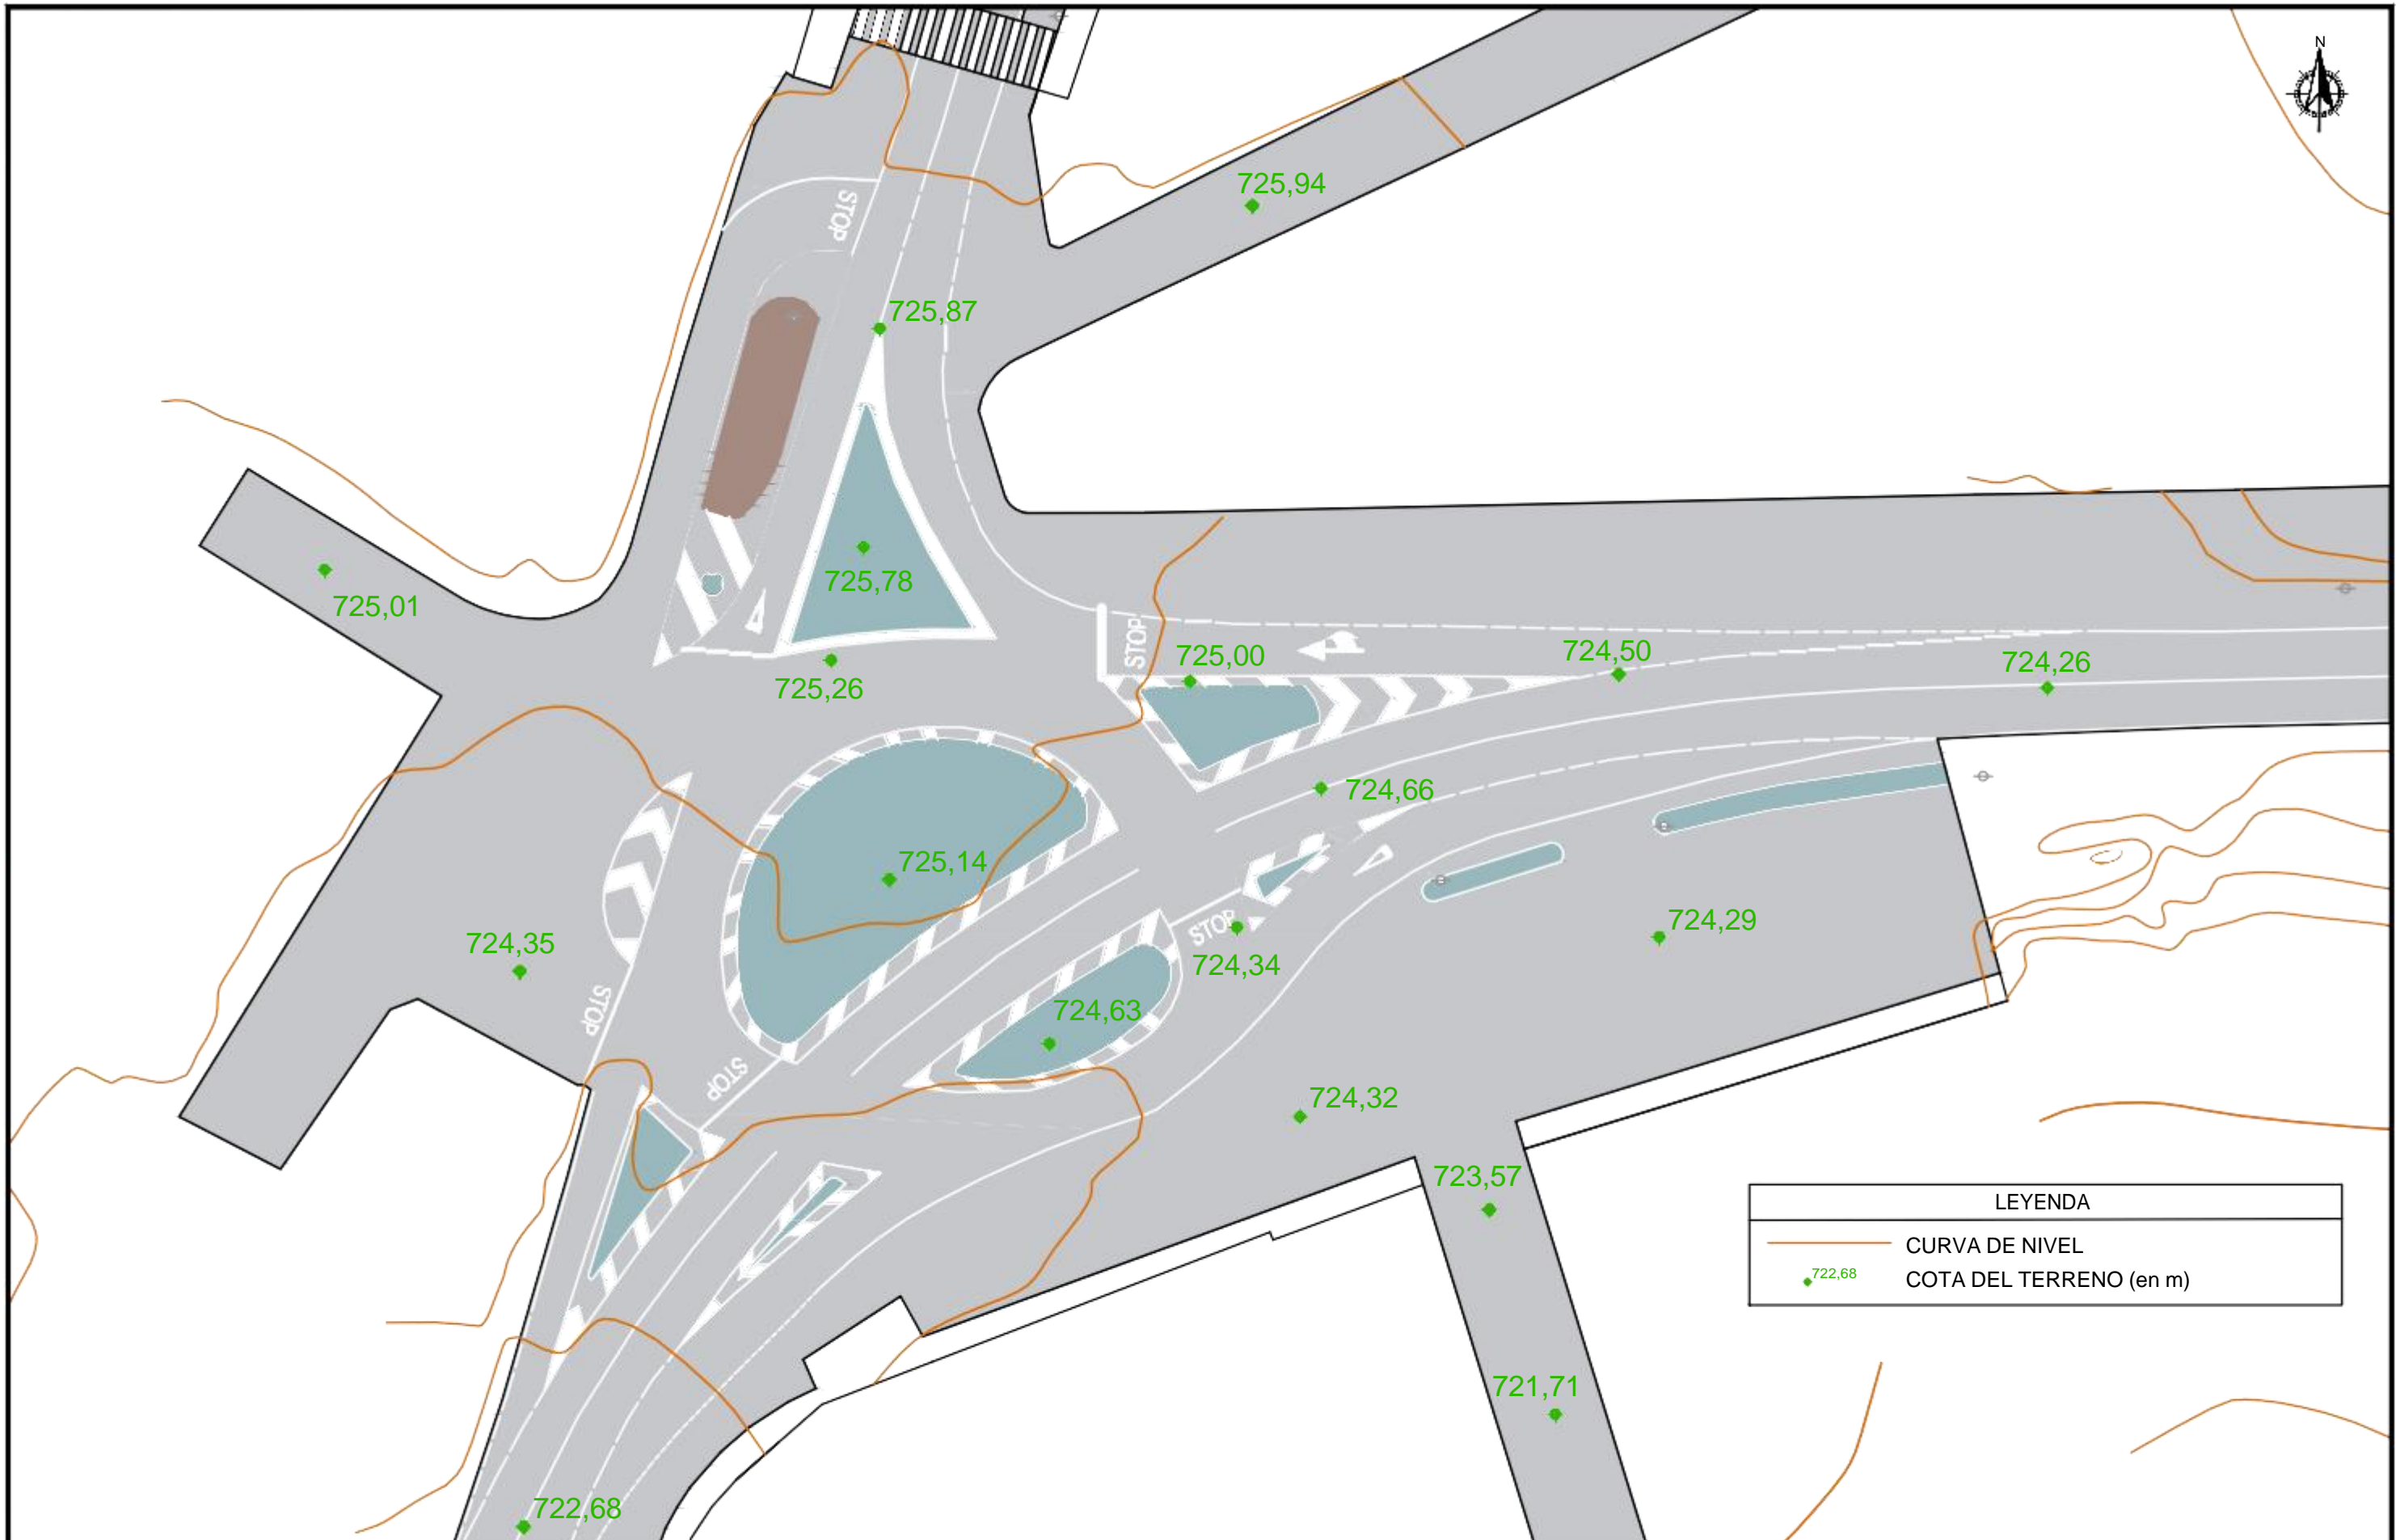 N
725,94
STOP
725,87
725,78
725,01
STOP
725,00
724,50
724,26
725,26
724,66
725,14
724,35
STOP
724,29
724,34
STOP
724,63
STOP
724,32
723,57
LEYENDA
CURVA DE NIVEL
722,68 COTA DEL TERRENO (en m)
721,71
722,68